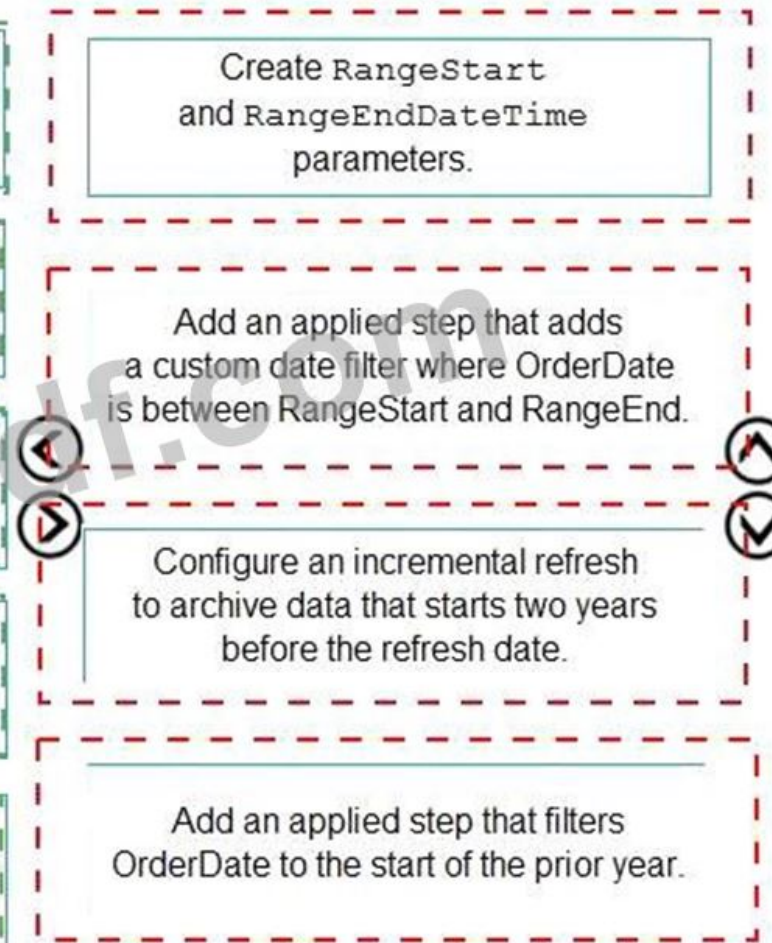 Create RangeStart
and RangeEndDateTime
parameters.
Add an applied step that adds
a custom date filter where OrderDate
is between RangeStart and RangeEnd.
df.com
Configure an incremental refresh
to archive data that starts two years
before the refresh date.
Add an applied step that filters
OrderDate to the start of the prior year.